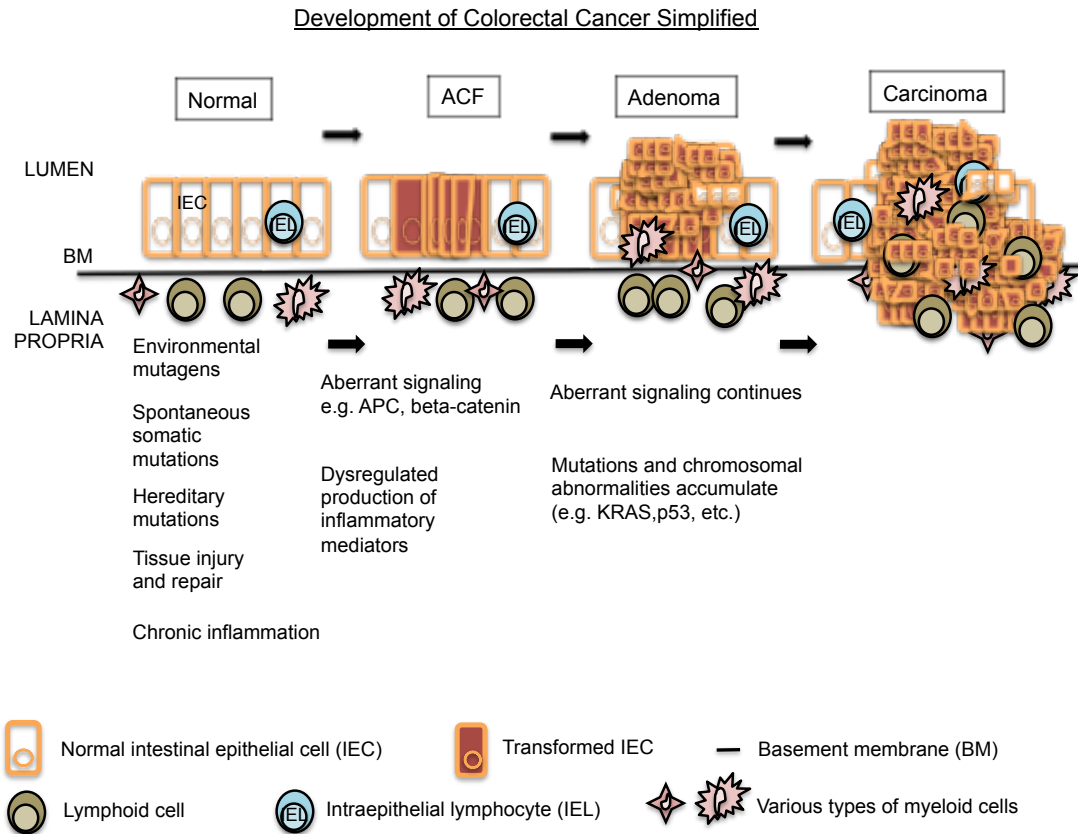 Development of Colorectal Cancer Simplified
Normal
ACF
Adenoma
Carcinoma
LUMEN
IEC
IEL
IEL
IEL
IEL
IEL
BM
LAMINA
PROPRIA
Environmental
mutagens
Spontaneous
somatic
mutations
Hereditary
mutations
Tissue injury
and repair
Chronic inflammation
Aberrant signaling
e.g. APC, beta-catenin
Dysregulated
production of
inflammatory
mediators
Aberrant signaling continues
Mutations and chromosomal
abnormalities accumulate
(e.g. KRAS,p53, etc.)
Normal intestinal epithelial cell (IEC)
Transformed IEC
Basement membrane (BM)
Lymphoid cell
IEL
Intraepithelial lymphocyte (IEL)
Various types of myeloid cells